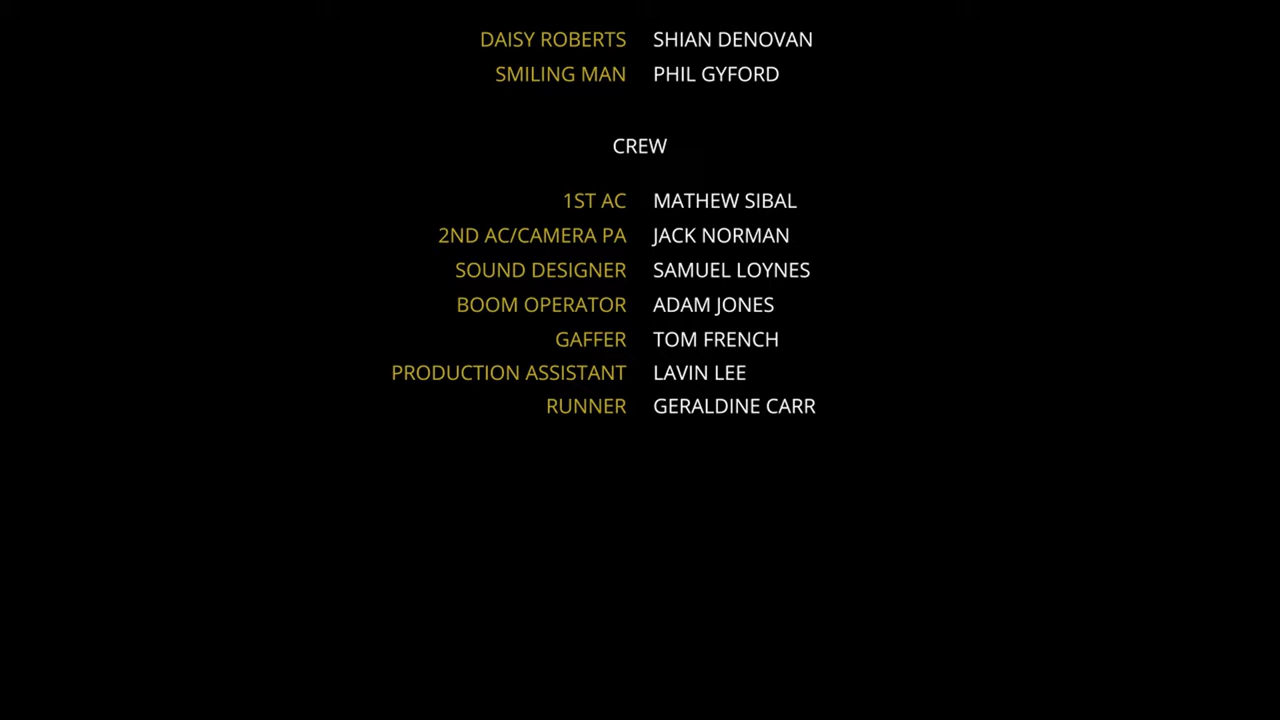 DAISY ROBERTS SHIAN DENOVAN
SMILING MAN PHIL GYFORD
CREW
1ST AC MATHEW SIBAL
2ND AC/CAMERA PA JACK NORMAN
SOUND DESIGNER SAMUEL LOYNES
BOOM OPERATOR ADAM JONES
GAFFER TOM FRENCH
PRODUCTION ASSISTANT LAVIN LEE
RUNNER GERALDINE CARR